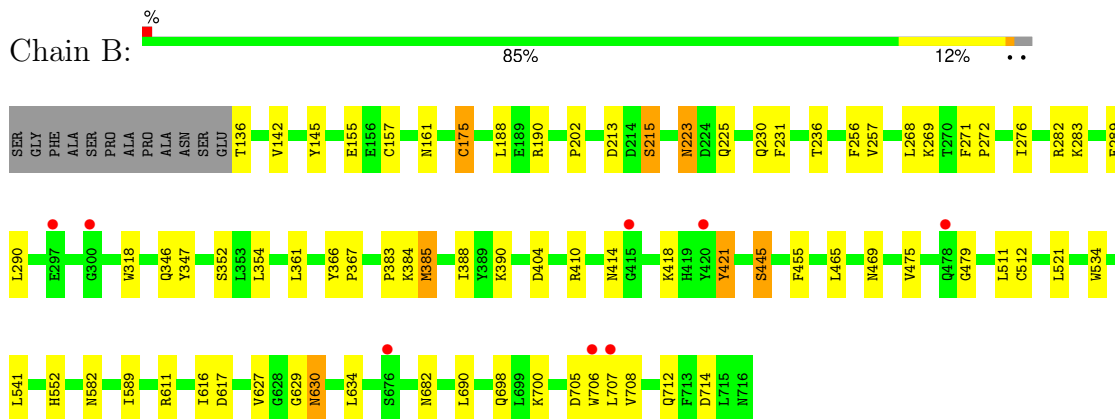 %
Chain B:
85% 12% • •
SER GLY PHE ALA SER PRO ALA PRO ALA ASN SER GLU T136 V142 Y145 E155 E156 C157 N161 C175 L188 E189 R190 P202 D213 D214 S215 N223 D224 Q225 Q230 F231 T236 F256 V257 L268 K269 T270 F271 P272 I276 R282 K283
L290 E297 G300 W318 Q346 Y347 S352 L353 L354 L361 Y366 P367 P383 K384 M385 I388 Y389 K390 D404 R410 N414 G415 K418 H419 Y420 Y421 S445 F455 L465 N469 V475 Q478 G479 L511 C512 L521 W534
L541 H552 N582 I589 R611 I616 D617 V627 G628 G629 N630 L634 S676 N682 L690 Q698 L699 K700 D705 W706 L707 V708 Q712 F713 D714 L715 N716